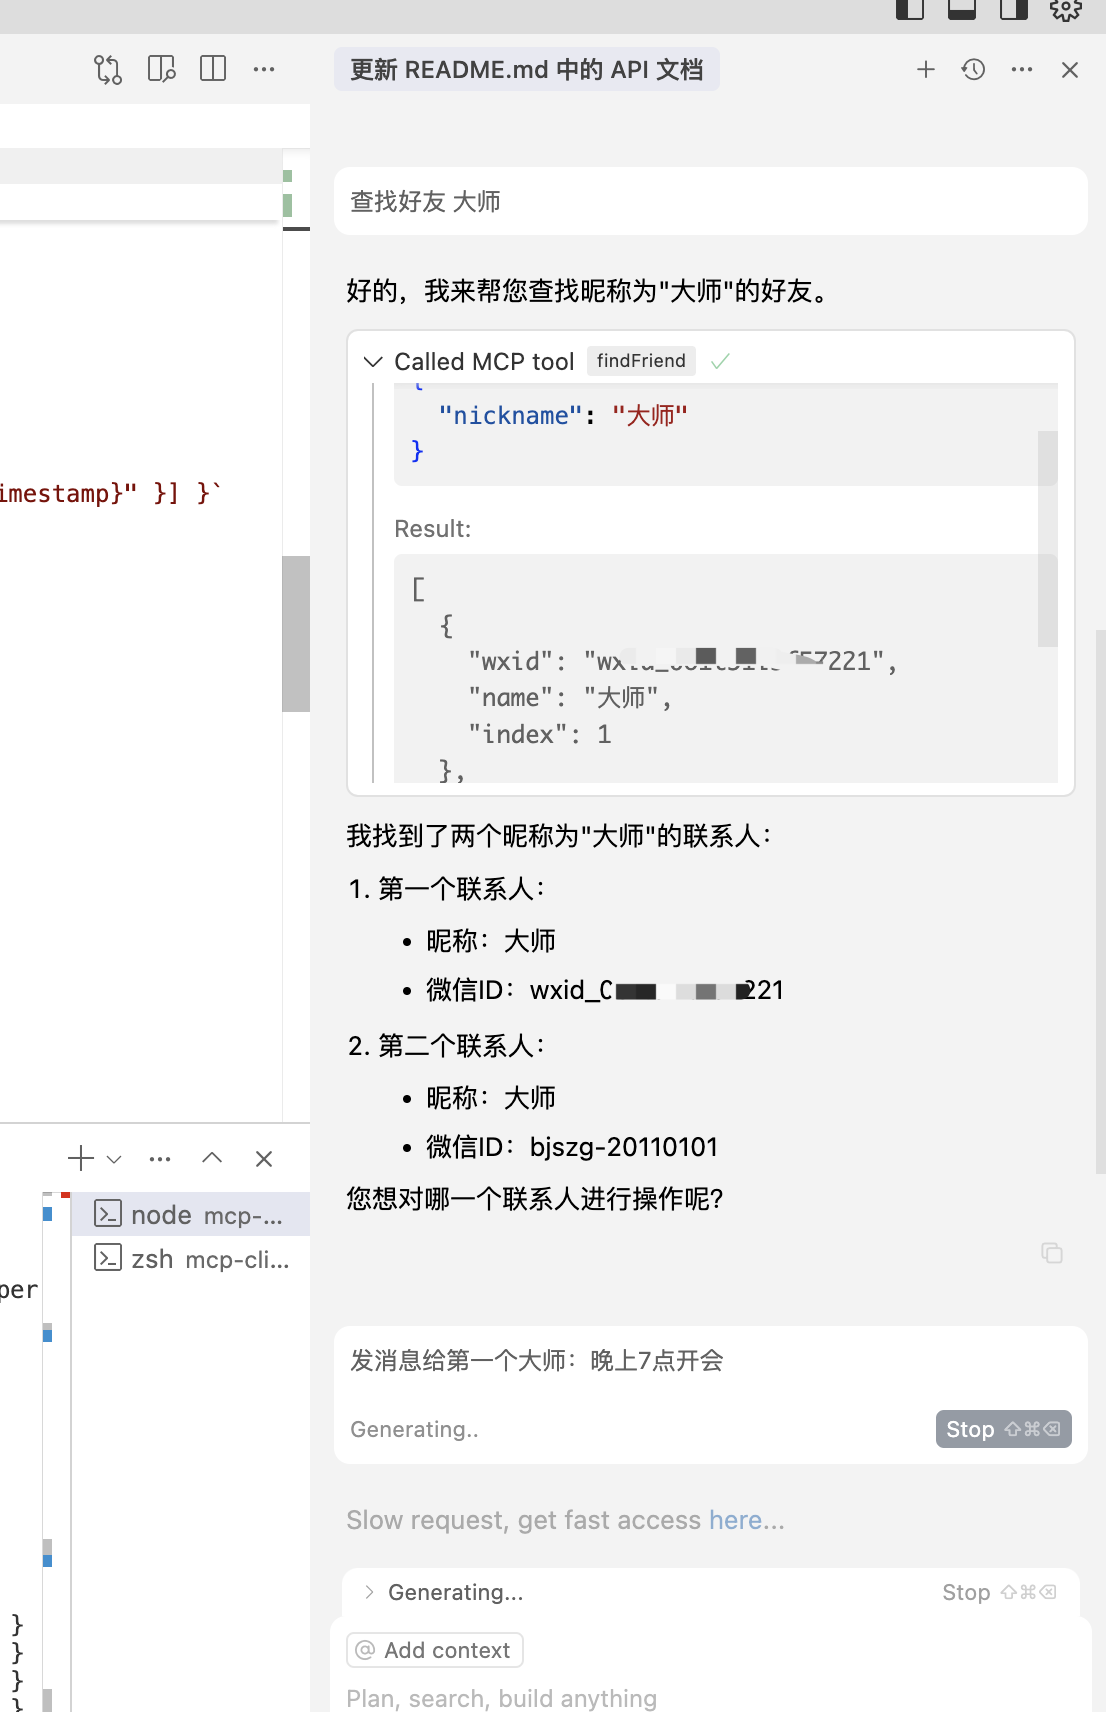 更新 README.md 中的 API 文档
查找好友 大师
好的，我来帮您查找昵称为"大师"的好友。
Called MCP tool findFriend
{
"nickname": "大师"
}
Result:
[
{
"wxid": 57221",
"name": "大师",
"index": 1
},
我找到了两个昵称为"大师"的联系人：
1. 第一个联系人：
• 昵称：大师
• 微信ID：wxid_ 221
2. 第二个联系人：
• 昵称：大师
• 微信ID：bjszg-20110101
您想对哪一个联系人进行操作呢？
发消息给第一个大师：晚上7点开会
Generating..
Stop ⇧⌘⌫
Slow request, get fast access here...
Generating...
Stop ⇧⌘⌫
@ Add context
Plan, search, build anything
imestamp}" }] }`
node mcp-...
zsh mcp-cli...
per
}
}
}
}